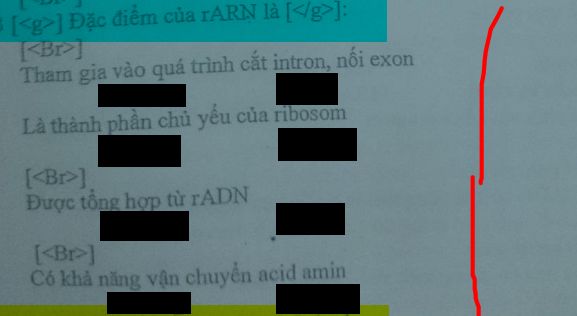 [<g>] Đặc điểm của rARN là [</g>]:
[<Br>]
Tham gia vào quá trình cắt intron, nối exon
Là thành phần chủ yếu của ribosom
[<Br>]
Được tổng hợp từ rADN
[<Br>]
Có khả năng vận chuyển acid amin